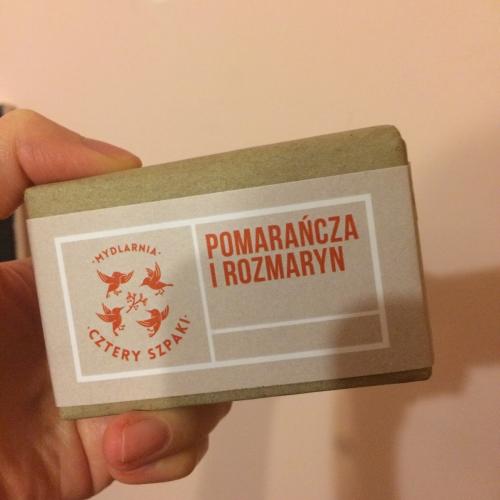 ·MYDLARNIA·
·CZTERY SZPAKI·
POMARAŃCZA
I ROZMARYN